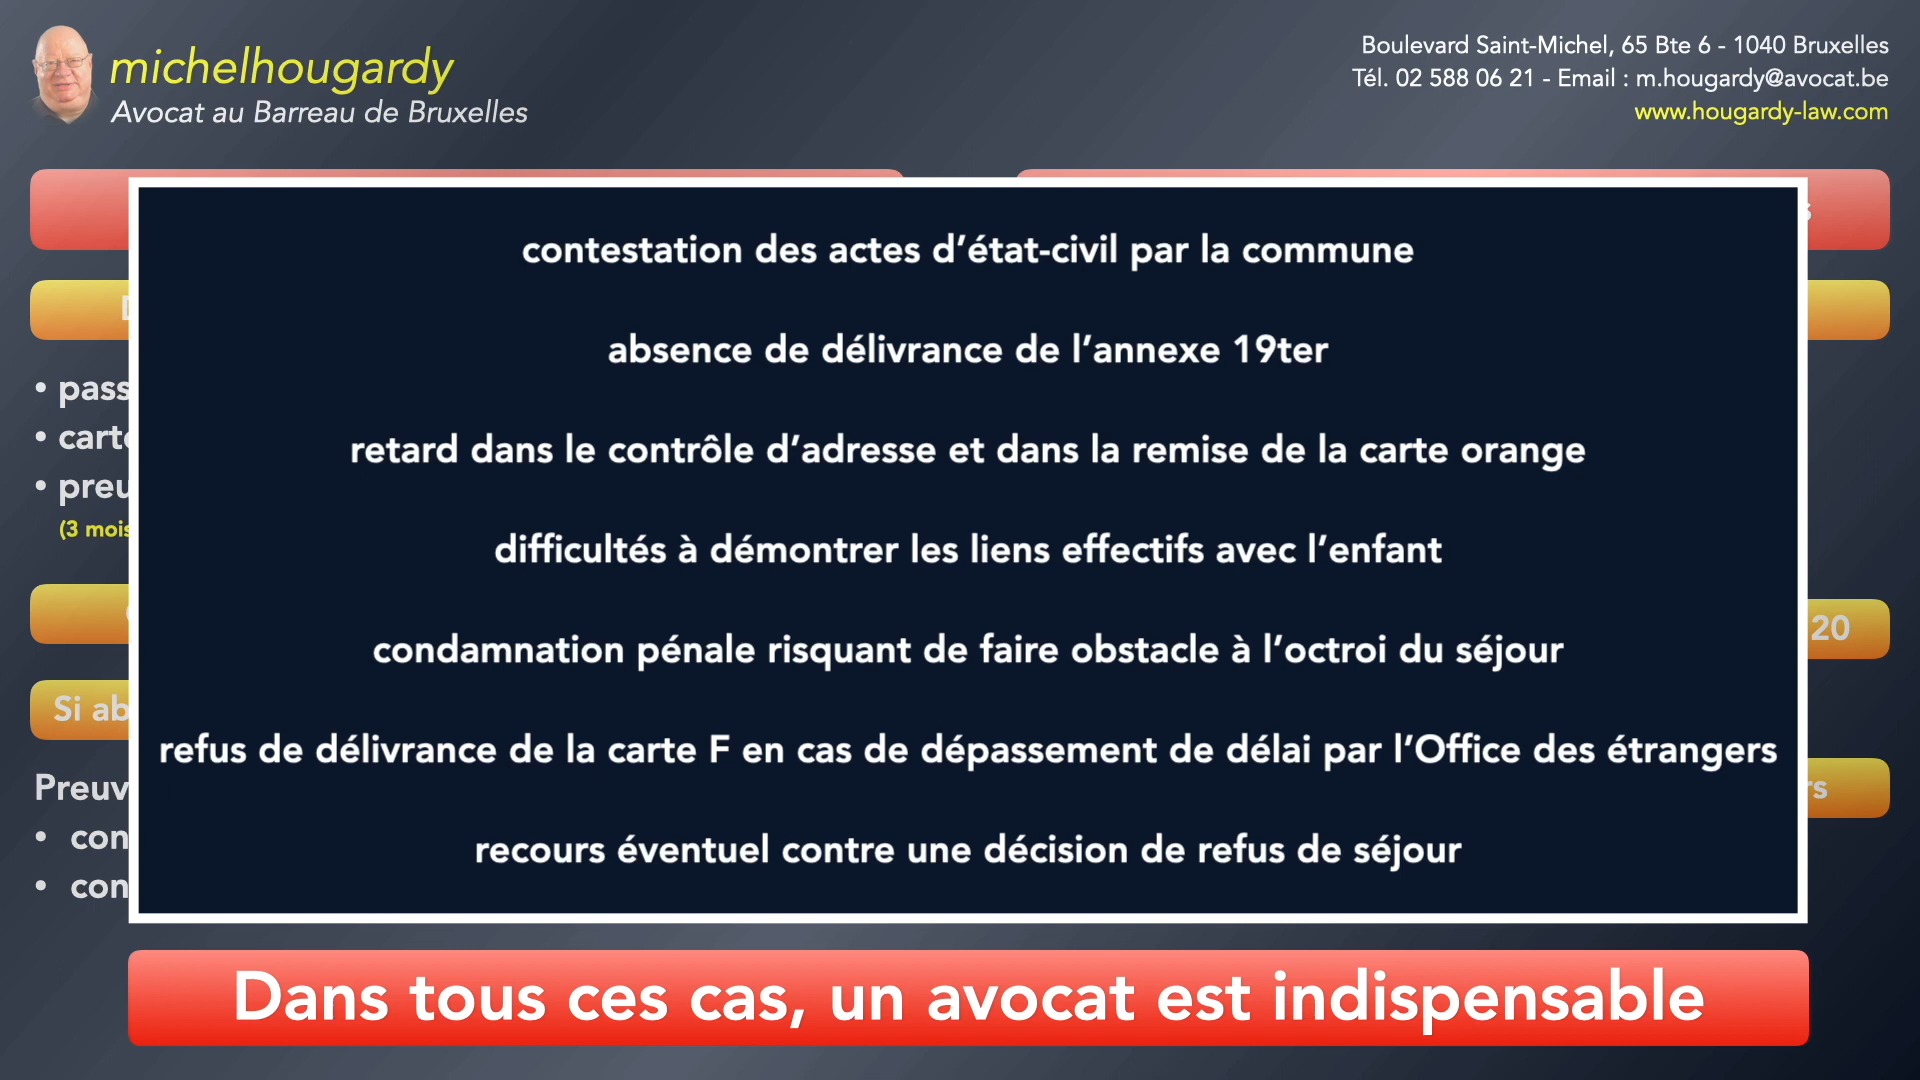 michelhougardy
Avocat au Barreau de Bruxelles
Boulevard Saint-Michel, 65 Bte 6 - 1040 Bruxelles
Tél. 02 588 06 21 - Email : m.hougardy@avocat.be
www.hougardy-law.com
contestation des actes d’état-civil par la commune
absence de délivrance de l’annexe 19ter
retard dans le contrôle d’adresse et dans la remise de la carte orange
difficultés à démontrer les liens effectifs avec l’enfant
condamnation pénale risquant de faire obstacle à l’octroi du séjour
refus de délivrance de la carte F en cas de dépassement de délai par l’Office des étrangers
recours éventuel contre une décision de refus de séjour
Dans tous ces cas, un avocat est indispensable
(3 mois
Si
20